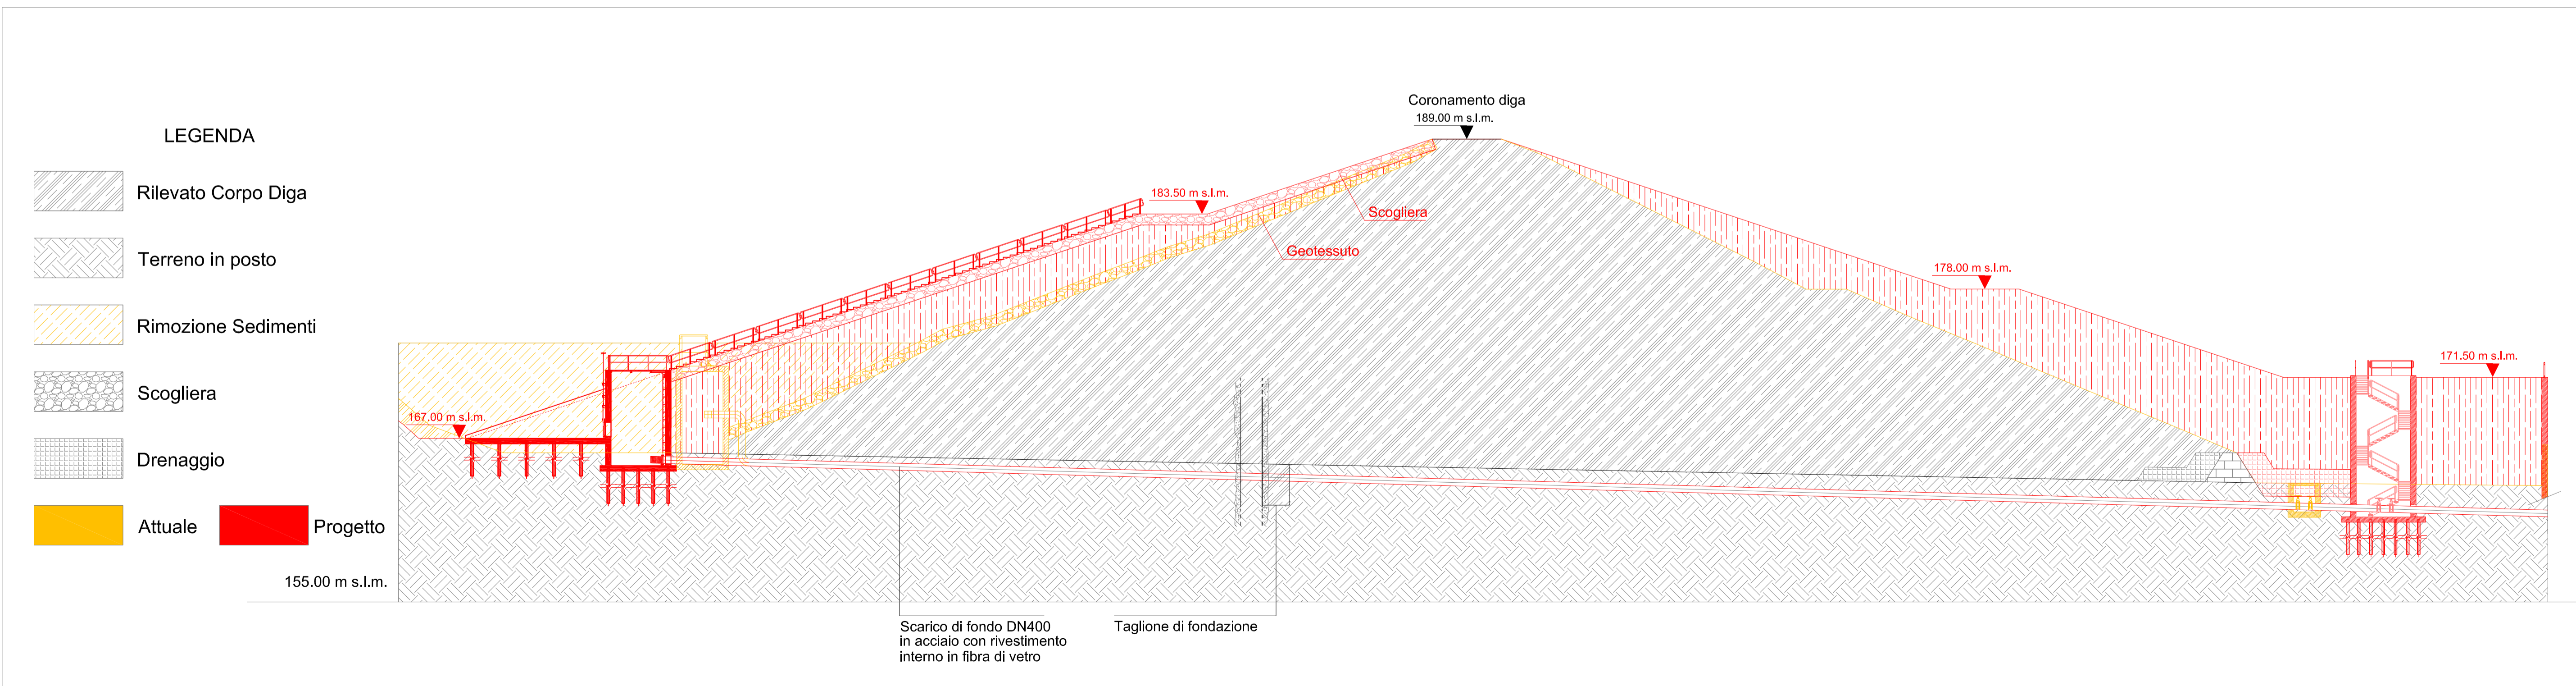 LEGENDA
Rilevato Corpo Diga
Terreno in posto
Rimozione Sedimenti
Scogliera
Drenaggio
Attuale
Progetto
155.00 m s.l.m.
167.00 m s.l.m.
183.50 m s.l.m.
Coronamento diga
189.00 m s.l.m.
Scogliera
Geotessuto
178.00 m s.l.m.
171.50 m s.l.m.
Scarico di fondo DN400
in acciaio con rivestimento
interno in fibra di vetro
Taglione di fondazione